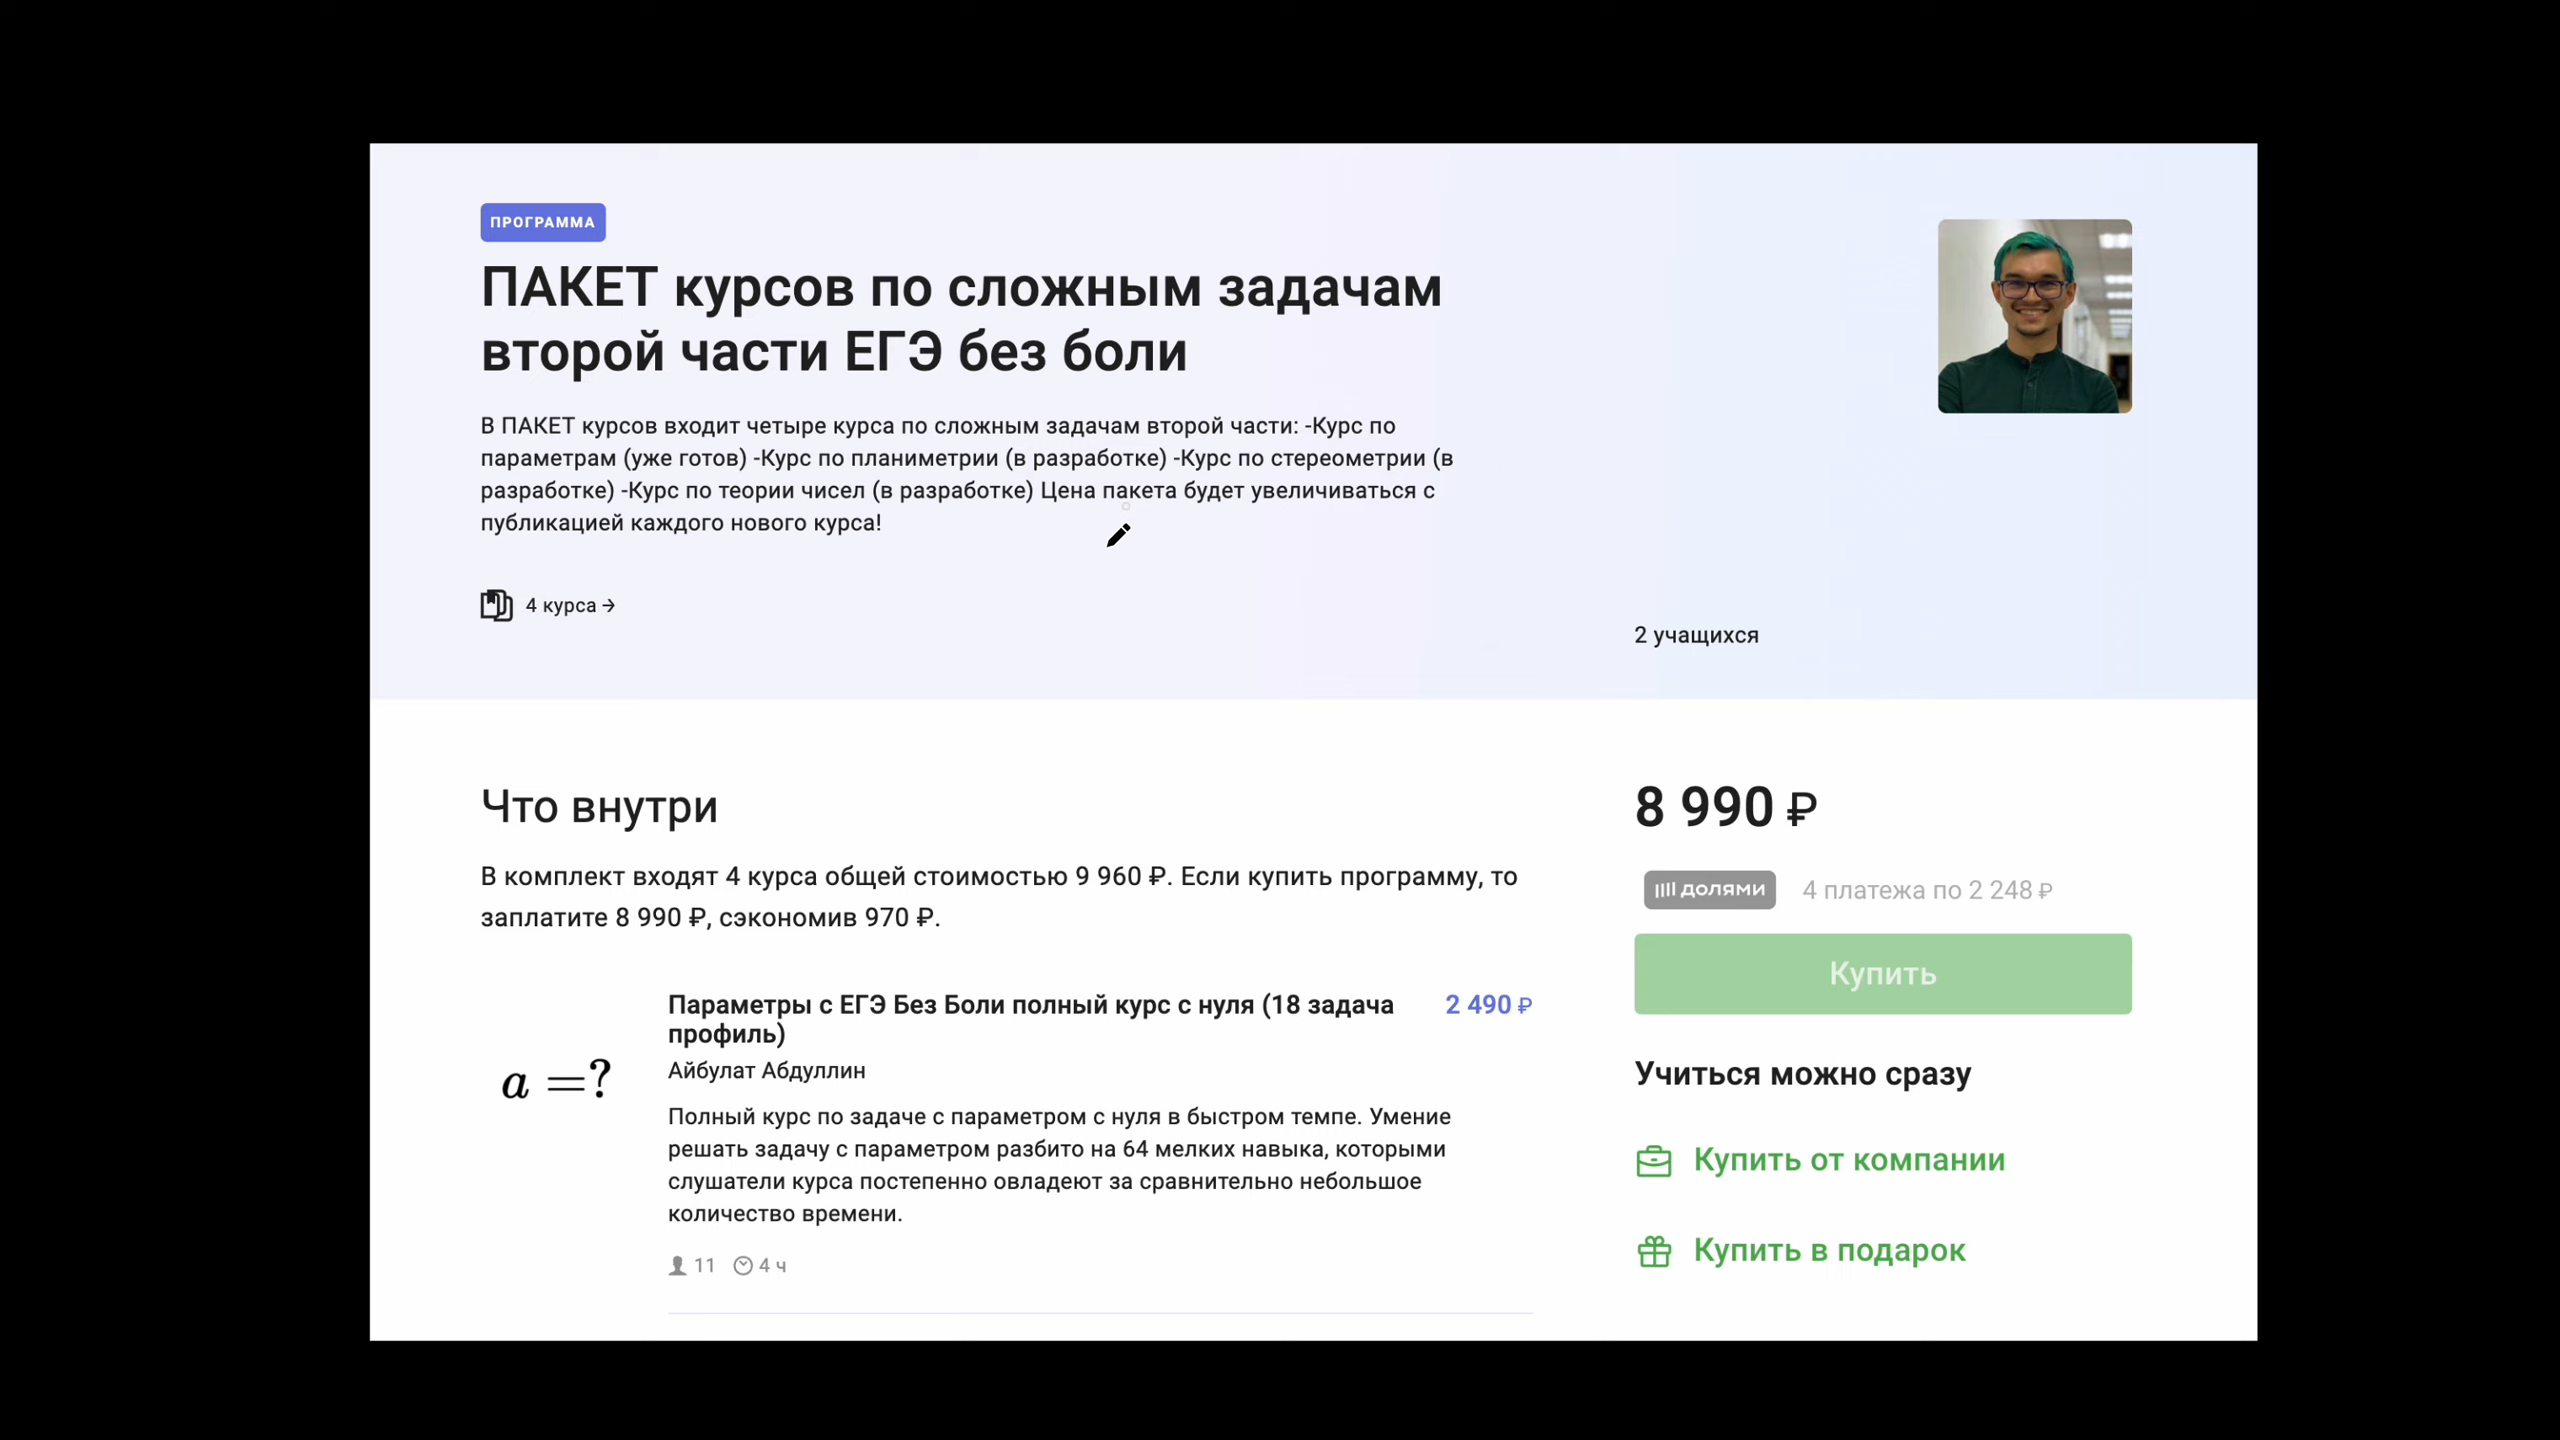 ПРОГРАММА
ПАКЕТ курсов по сложным задачам
второй части ЕГЭ без боли
В ПАКЕТ курсов входит четыре курса по сложным задачам второй части: -Курс по
параметрам (уже готов) -Курс по планиметрии (в разработке) -Курс по стереометрии (в
разработке) -Курс по теории чисел (в разработке) Цена пакета будет увеличиваться с
публикацией каждого нового курса!
4 курса →
2 учащихся
Что внутри
В комплект входят 4 курса общей стоимостью 9 960 ₽. Если купить программу, то
заплатите 8 990 ₽, сэкономив 970 ₽.
a =?
Параметры с ЕГЭ Без Боли полный курс с нуля (18 задача
профиль)
2 490 ₽
Айбулат Абдуллин
Полный курс по задаче с параметром с нуля в быстром темпе. Умение
решать задачу с параметром разбито на 64 мелких навыка, которыми
слушатели курса постепенно овладеют за сравнительно небольшое
количество времени.
11 4 ч
8 990 ₽
долями 4 платежа по 2 248 ₽
Купить
Учиться можно сразу
Купить от компании
Купить в подарок